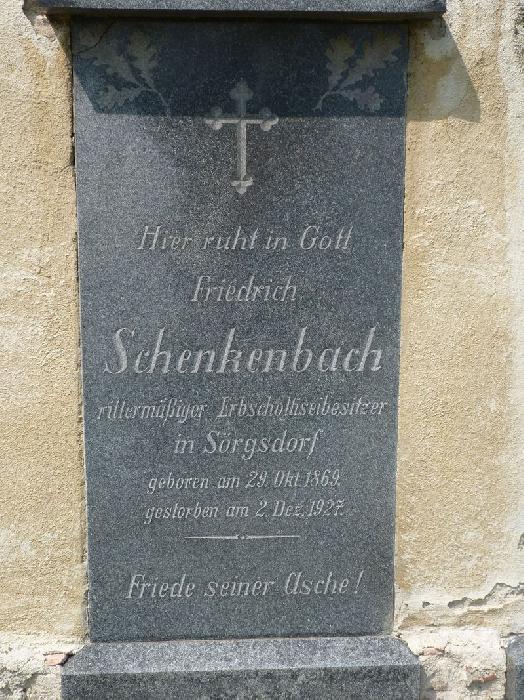 Hier ruht in Gott
Friedrich
Schenkenbach
rittermäßiger Erbscholtiseibesitzer
in Sörgsdorf
geboren am 29. Okt. 1869.
gestorben am 2. Dez. 1927.
Friede seiner Asche!